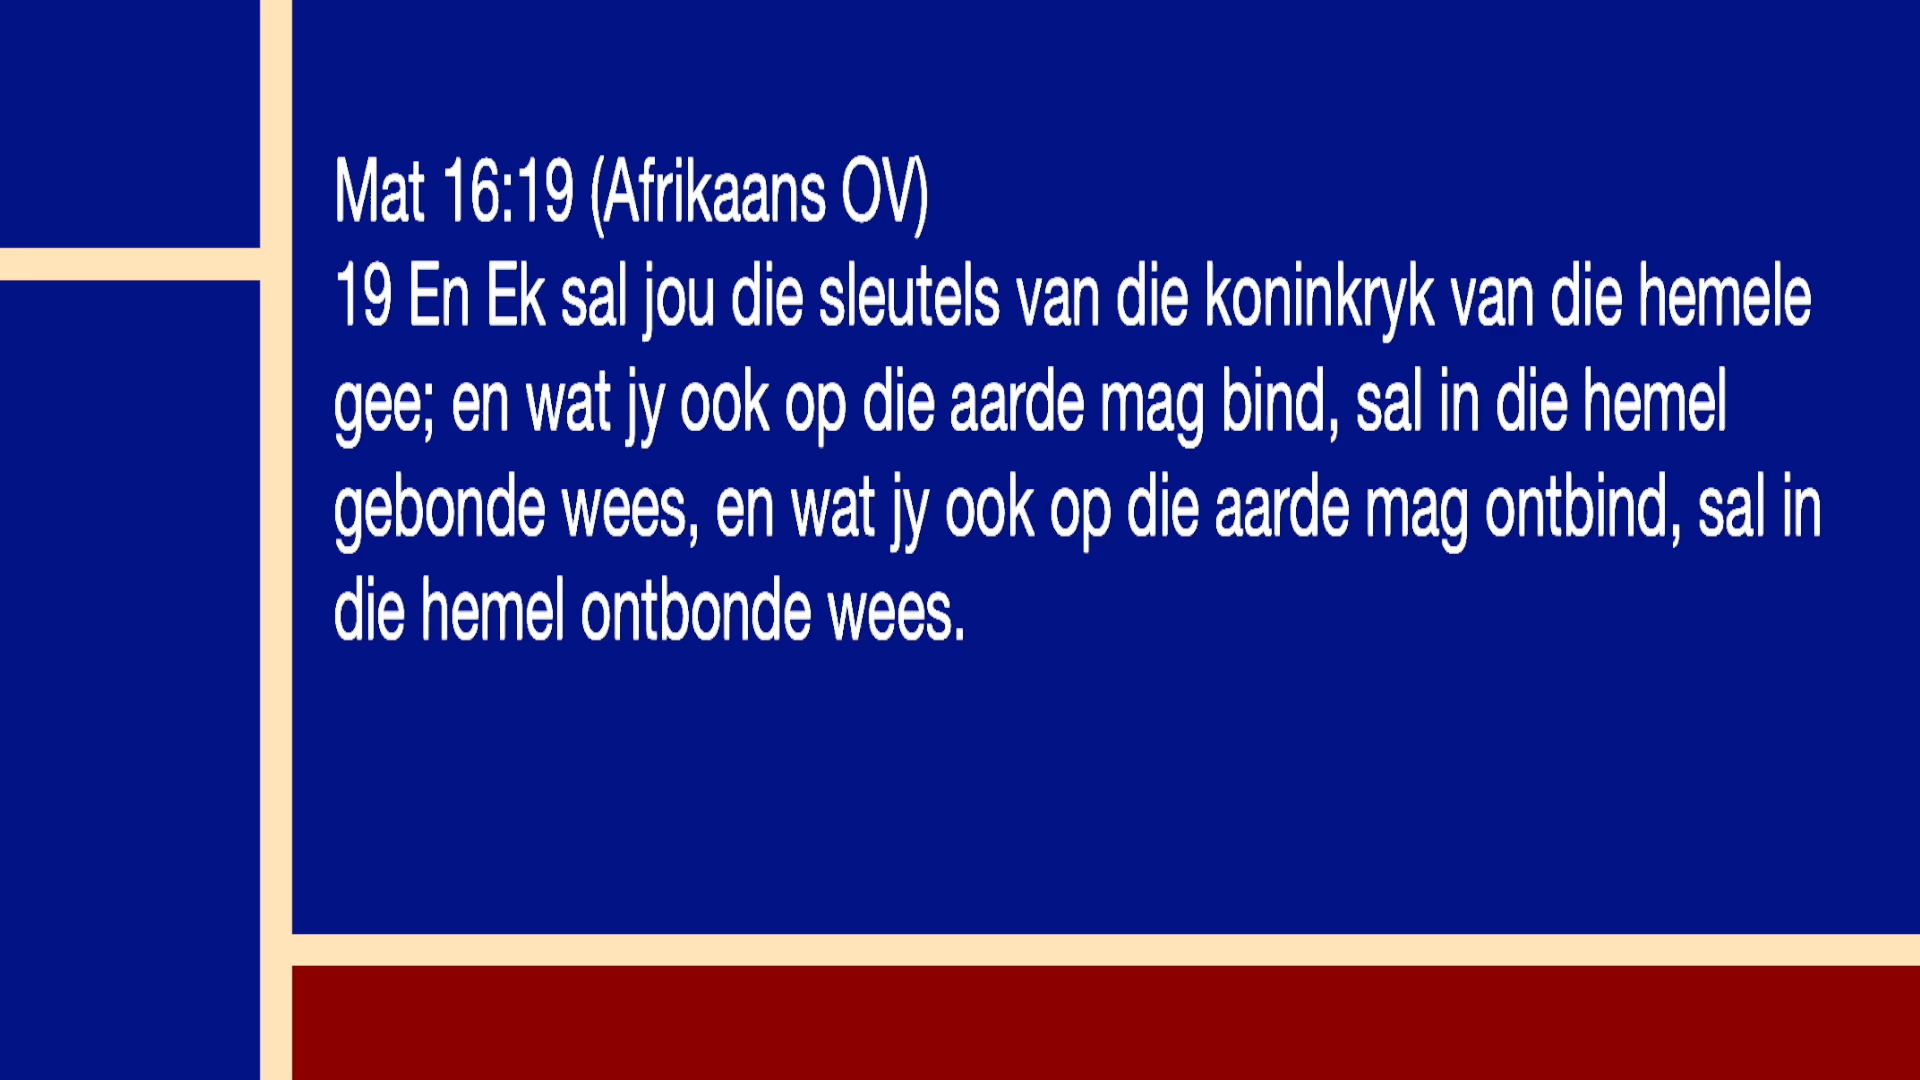 Mat 16:19 (Afrikaans OV)
19 En Ek sal jou die sleutels van die koninkryk van die hemele
gee; en wat jy ook op die aarde mag bind, sal in die hemel
gebonde wees, en wat jy ook op die aarde mag ontbind, sal in
die hemel ontbonde wees.